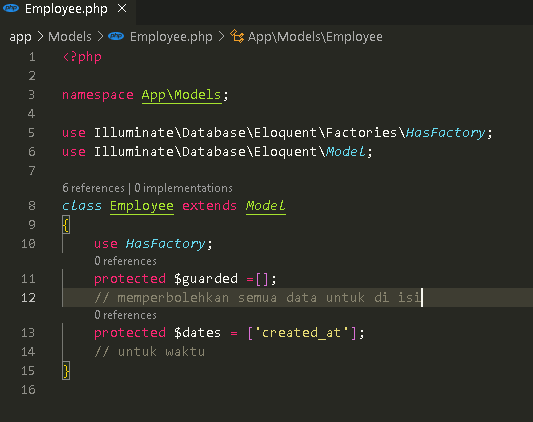 php Employee.php ×
app > Models > php Employee.php > App\Models\Employee
1 <?php
2
3 namespace App\Models;
4
5 use Illuminate\Database\Eloquent\Factories\HasFactory;
6 use Illuminate\Database\Eloquent\Model;
7
6 references | 0 implementations
8 class Employee extends Model
9 {
10 use HasFactory;
0 references
11 protected $guarded =[];
12 // memperbolehkan semua data untuk di isi
0 references
13 protected $dates = ['created_at'];
14 // untuk waktu
15 }
16